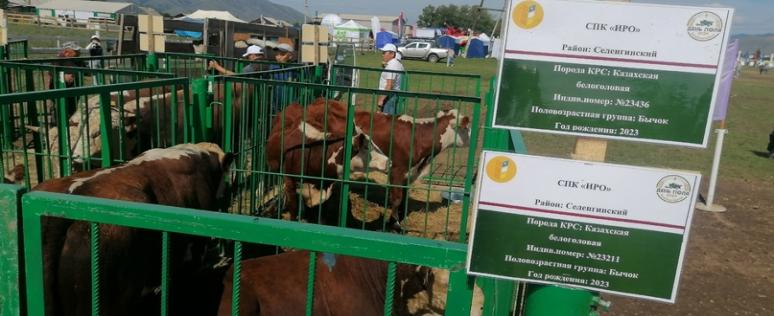 СПК «ИРО»
Район: Селенгинский
ДЕНЬ ПОЛЯ
Порода КРС: Казахская
белоголовая
Индив.номер: №23436
Половозрастная группа: Бычок
Год рождения: 2023
СПК «ИРО»
Район: Селенгинский
ДЕНЬ ПОЛЯ
Порода КРС: Казахская
белоголовая
Индив.номер: №23211
Половозрастная группа: Бычок
Год рождения: 2023